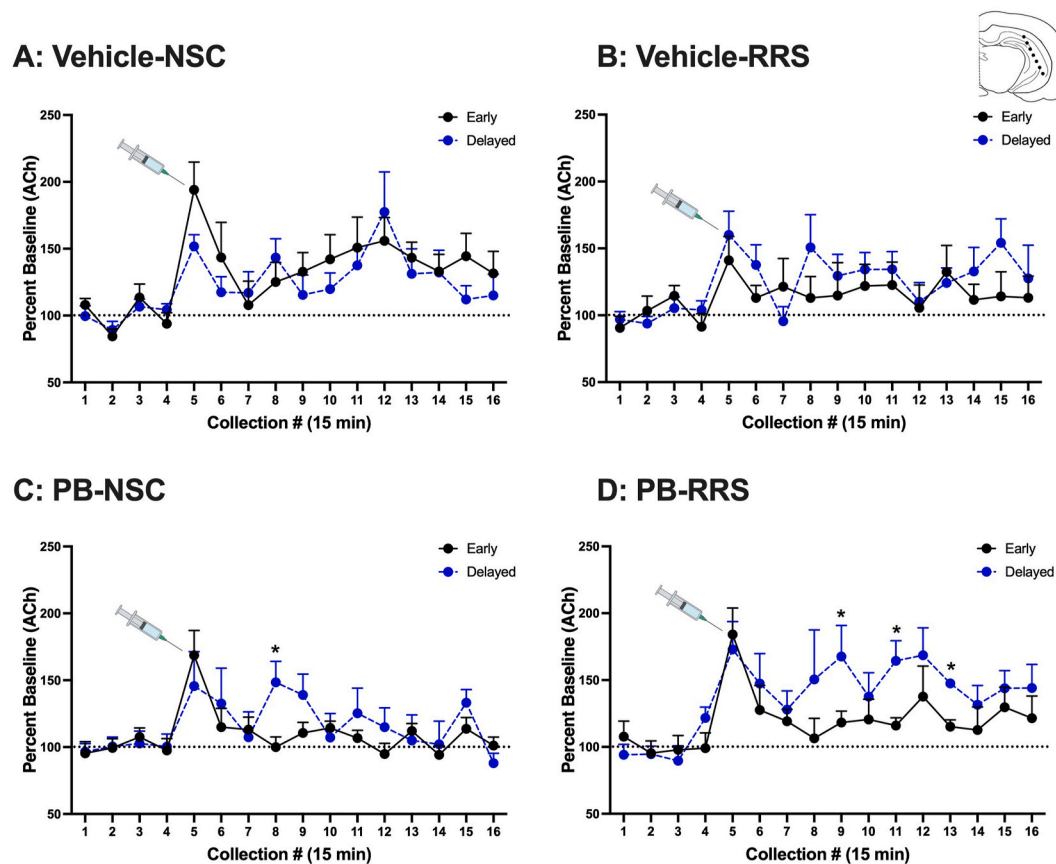 A: Vehicle-NSC
Percent Baseline (ACh)
250
200
150
100
50
Early
Delayed
1 2 3 4 5 6 7 8 9 10 11 12 13 14 15 16
Collection # (15 min)
B: Vehicle-RRS
Percent Baseline (ACh)
250
200
150
100
50
Early
Delayed
1 2 3 4 5 6 7 8 9 10 11 12 13 14 15 16
Collection # (15 min)
C: PB-NSC
Percent Baseline (ACh)
250
200
150
100
50
Early
Delayed
*
1 2 3 4 5 6 7 8 9 10 11 12 13 14 15 16
Collection # (15 min)
D: PB-RRS
Percent Baseline (ACh)
250
200
150
100
50
Early
Delayed
* * *
1 2 3 4 5 6 7 8 9 10 11 12 13 14 15 16
Collection # (15 min)